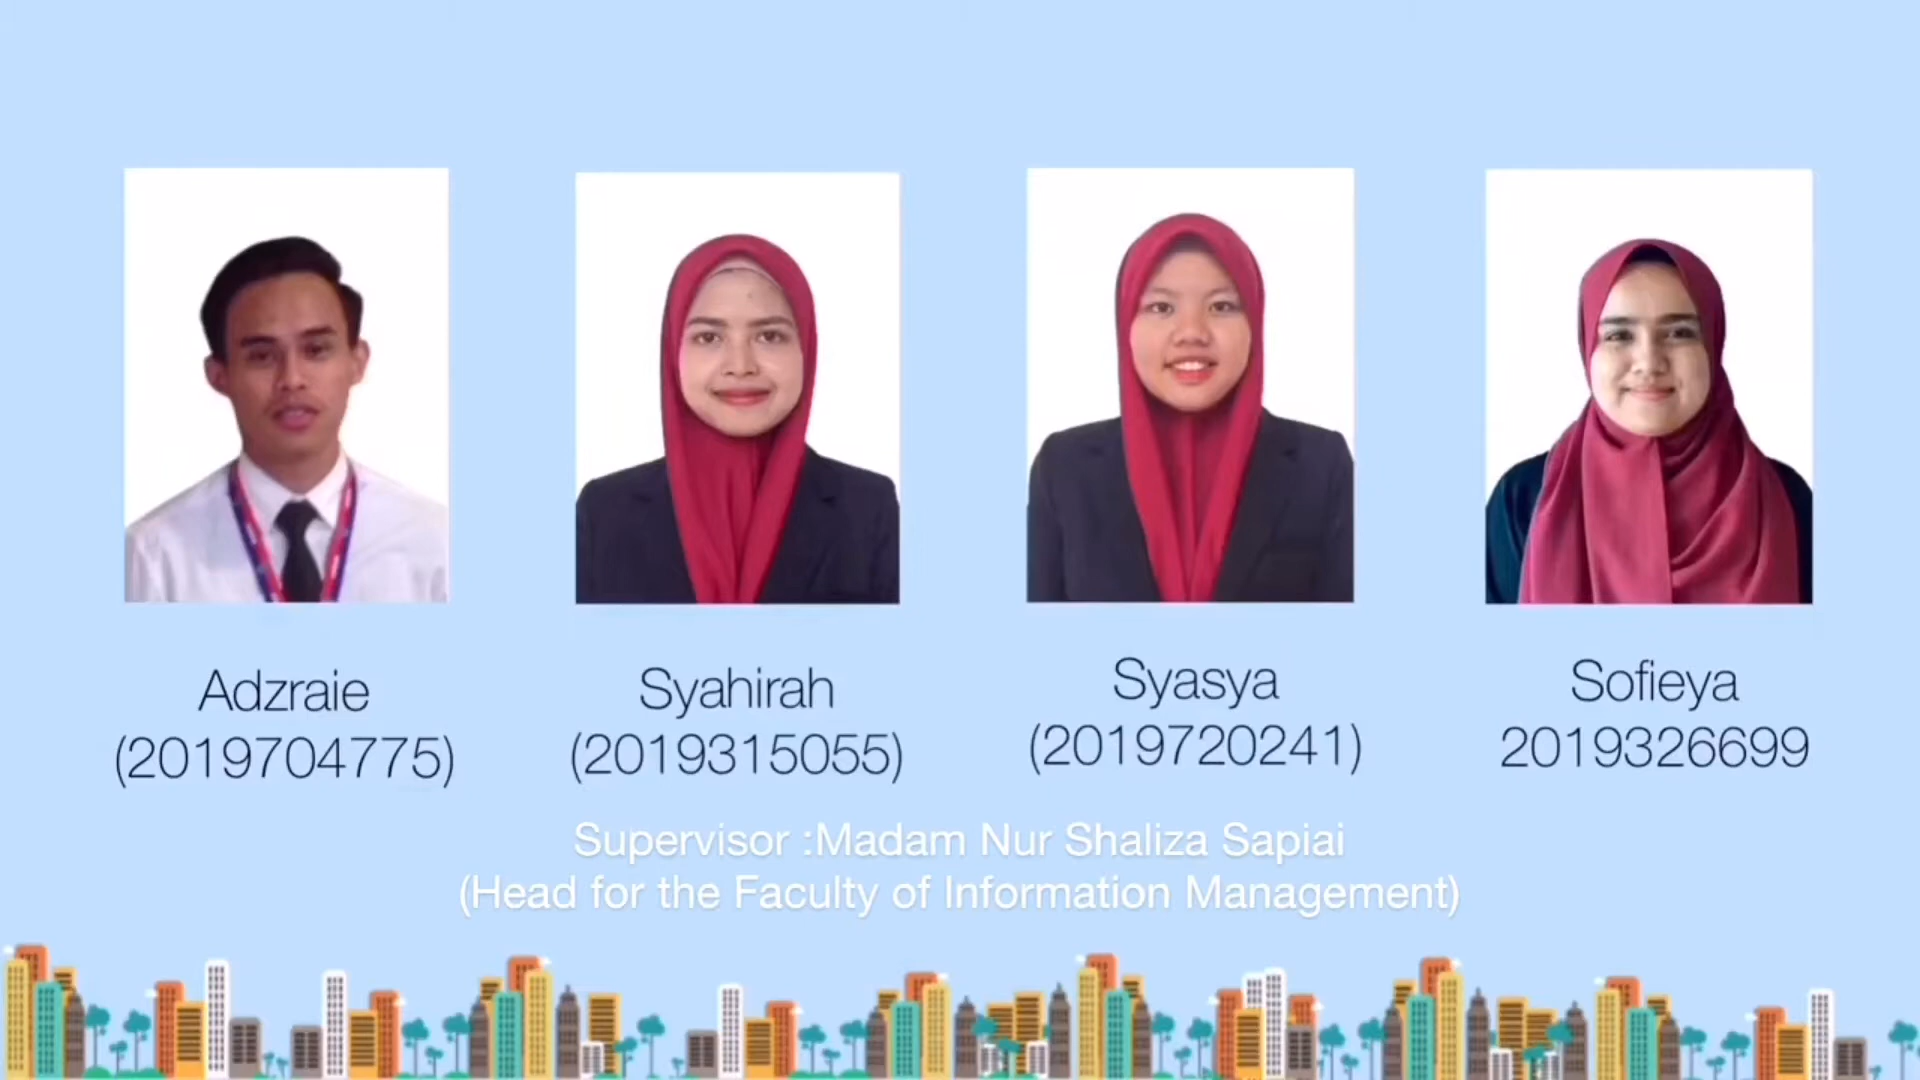 Adzraie
(2019704775)
Syahirah
(2019315055)
Syasya
(2019720241)
Sofieya
2019326699
Supervisor :Madam Nur Shaliza Sapiai
(Head for the Faculty of Information Management)